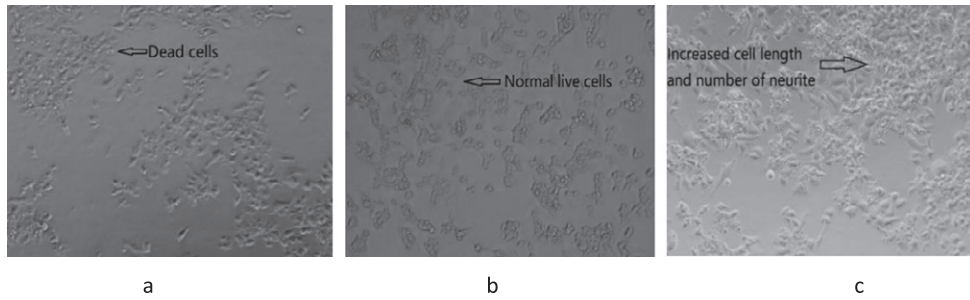 Dead cells
Normal live cells
Increased cell length
and number of neurite
a
b
c